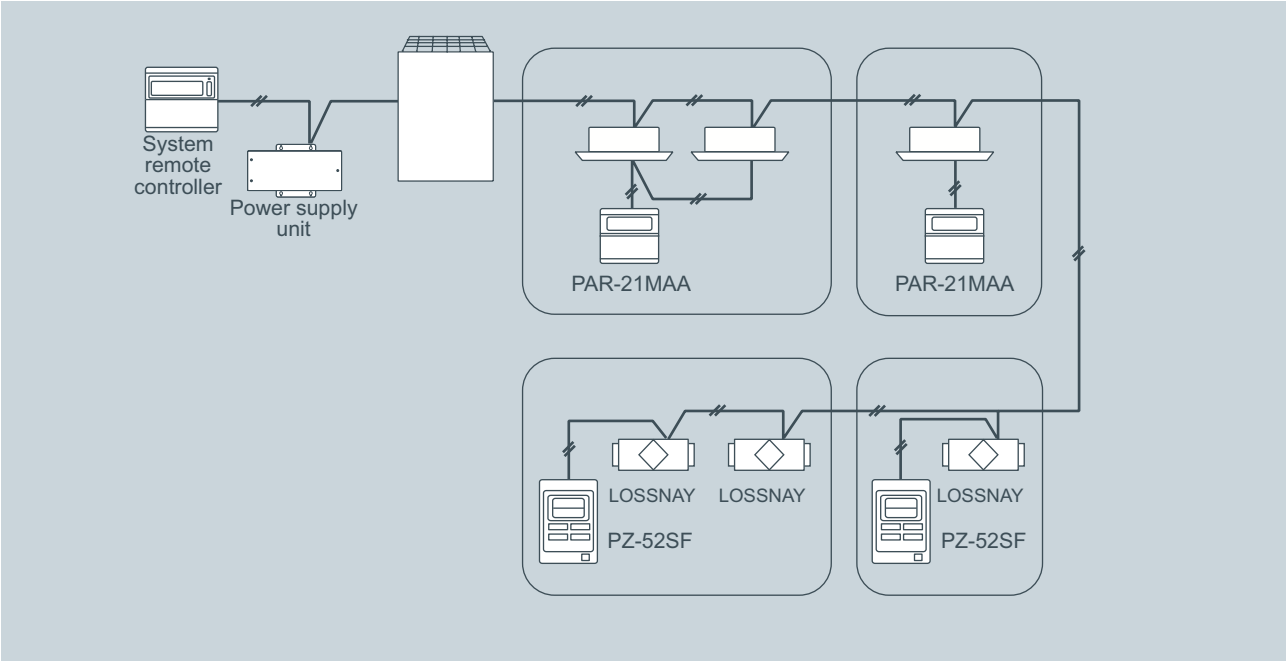 System
remote
controller
Power supply
unit
PAR-21MAA
PAR-21MAA
LOSSNAY
LOSSNAY
PZ-52SF
LOSSNAY
PZ-52SF